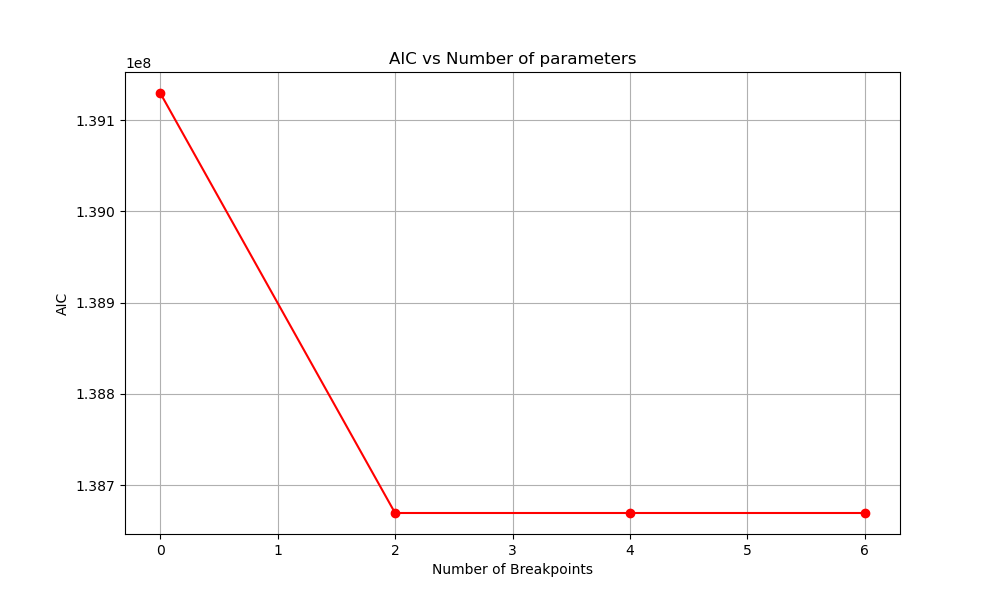 AIC vs Number of parameters
1e8
1.391
1.390
1.389
1.388
1.387
AIC
0 1 2 3 4 5 6
Number of Breakpoints